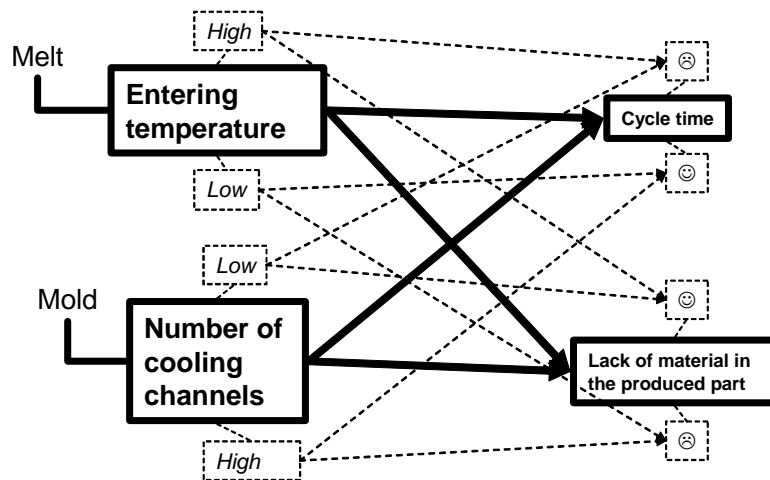 High
☹
Melt
Entering
temperature
Cycle time
Low
☺
Low
Mold
☺
Number of
cooling
channels
Lack of material in
the produced part
High
☹